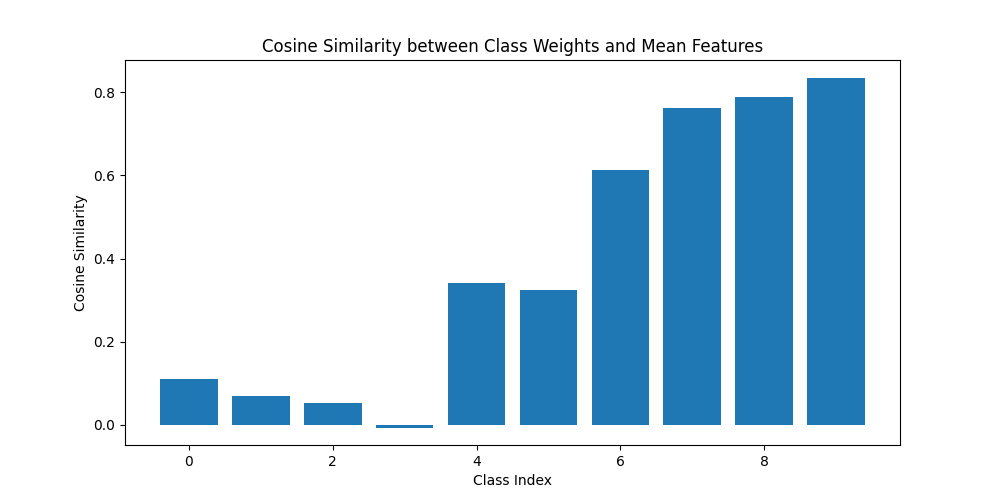 Cosine Similarity between Class Weights and Mean Features
Cosine Similarity
0.8
0.6
0.4
0.2
0.0
0 2 4 6 8
Class Index